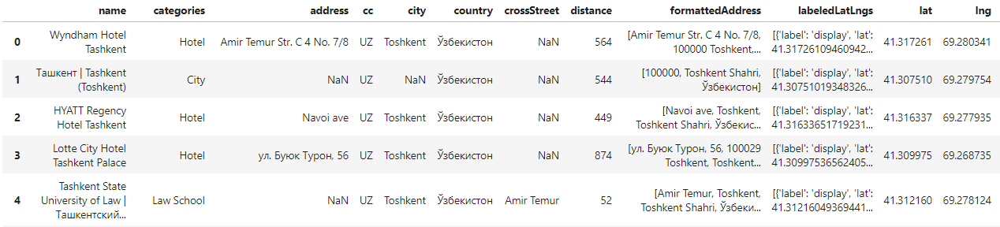 name categories address cc city country crossStreet distance formattedAddress labeledLatLngs lat lng
0 Wyndham Hotel Tashkent Hotel Amir Temur Str. C 4 No. 7/8 UZ Toshkent Ўзбекистон NaN 564 [Amir Temur Str. C 4 No. 7/8, 100000 Toshkent,... [{'label': 'display', 'lat': 41.31726109460942... 41.317261 69.280341
1 Ташкент | Tashkent (Toshkent) City NaN UZ NaN Ўзбекистон NaN 544 [100000, Toshkent Shahri, Ўзбекистон] [{'label': 'display', 'lat': 41.30751019348326... 41.307510 69.279754
2 HYATT Regency Hotel Tashkent Hotel Navoi ave UZ Toshkent Ўзбекистон NaN 449 [Navoi ave, Toshkent, Toshkent Shahri, Ўзбекис... [{'label': 'display', 'lat': 41.31633651719231... 41.316337 69.277935
3 Lotte City Hotel Tashkent Palace Hotel ул. Буюк Турон, 56 UZ Toshkent Ўзбекистон NaN 874 [ул. Буюк Турон, 56, 100029 Toshkent, Toshkent... [{'label': 'display', 'lat': 41.30997536562405... 41.309975 69.268735
4 Tashkent State University of Law | Ташкентский... Law School NaN UZ Toshkent Ўзбекистон Amir Temur 52 [Amir Temur, Toshkent, Toshkent Shahri, Ўзбеки... [{'label': 'display', 'lat': 41.31216049369441... 41.312160 69.278124